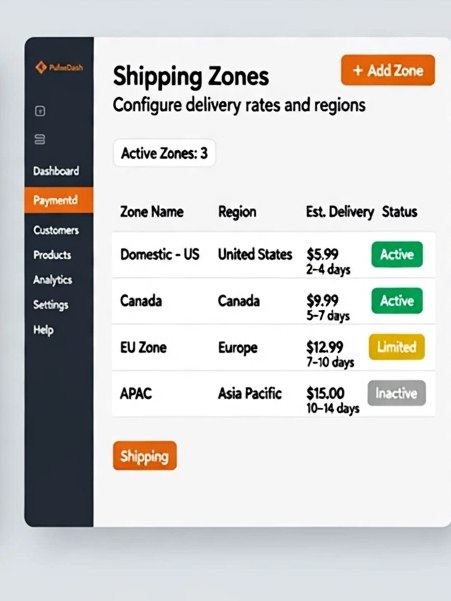 PulseDash
Shipping Zones
+ Add Zone
Configure delivery rates and regions
Active Zones: 3
Dashboard
Paymentd
Customers
Products
Analytics
Settings
Help
Zone Name Region Est. Delivery Status
Domestic - US United States $5.99 Active
2–4 days
Canada Canada $9.99 Active
5–7 days
EU Zone Europe $12.99 Limited
7–10 days
APAC Asia Pacific $15.00 Inactive
10–14 days
Shipping